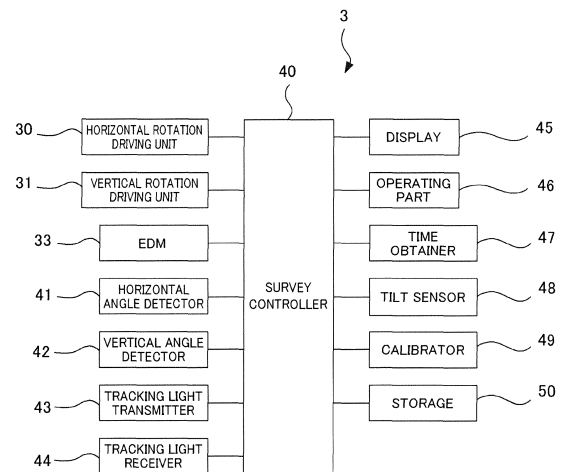 3
40
30
HORIZONTAL ROTATION
DRIVING UNIT
31
VERTICAL ROTATION
DRIVING UNIT
33
EDM
41
HORIZONTAL
ANGLE DETECTOR
42
VERTICAL ANGLE
DETECTOR
43
TRACKING LIGHT
TRANSMITTER
44
TRACKING LIGHT
RECEIVER
SURVEY
CONTROLLER
DISPLAY
45
OPERATING
PART
46
TIME
OBTAINER
47
TILT SENSOR
48
CALIBRATOR
49
STORAGE
50